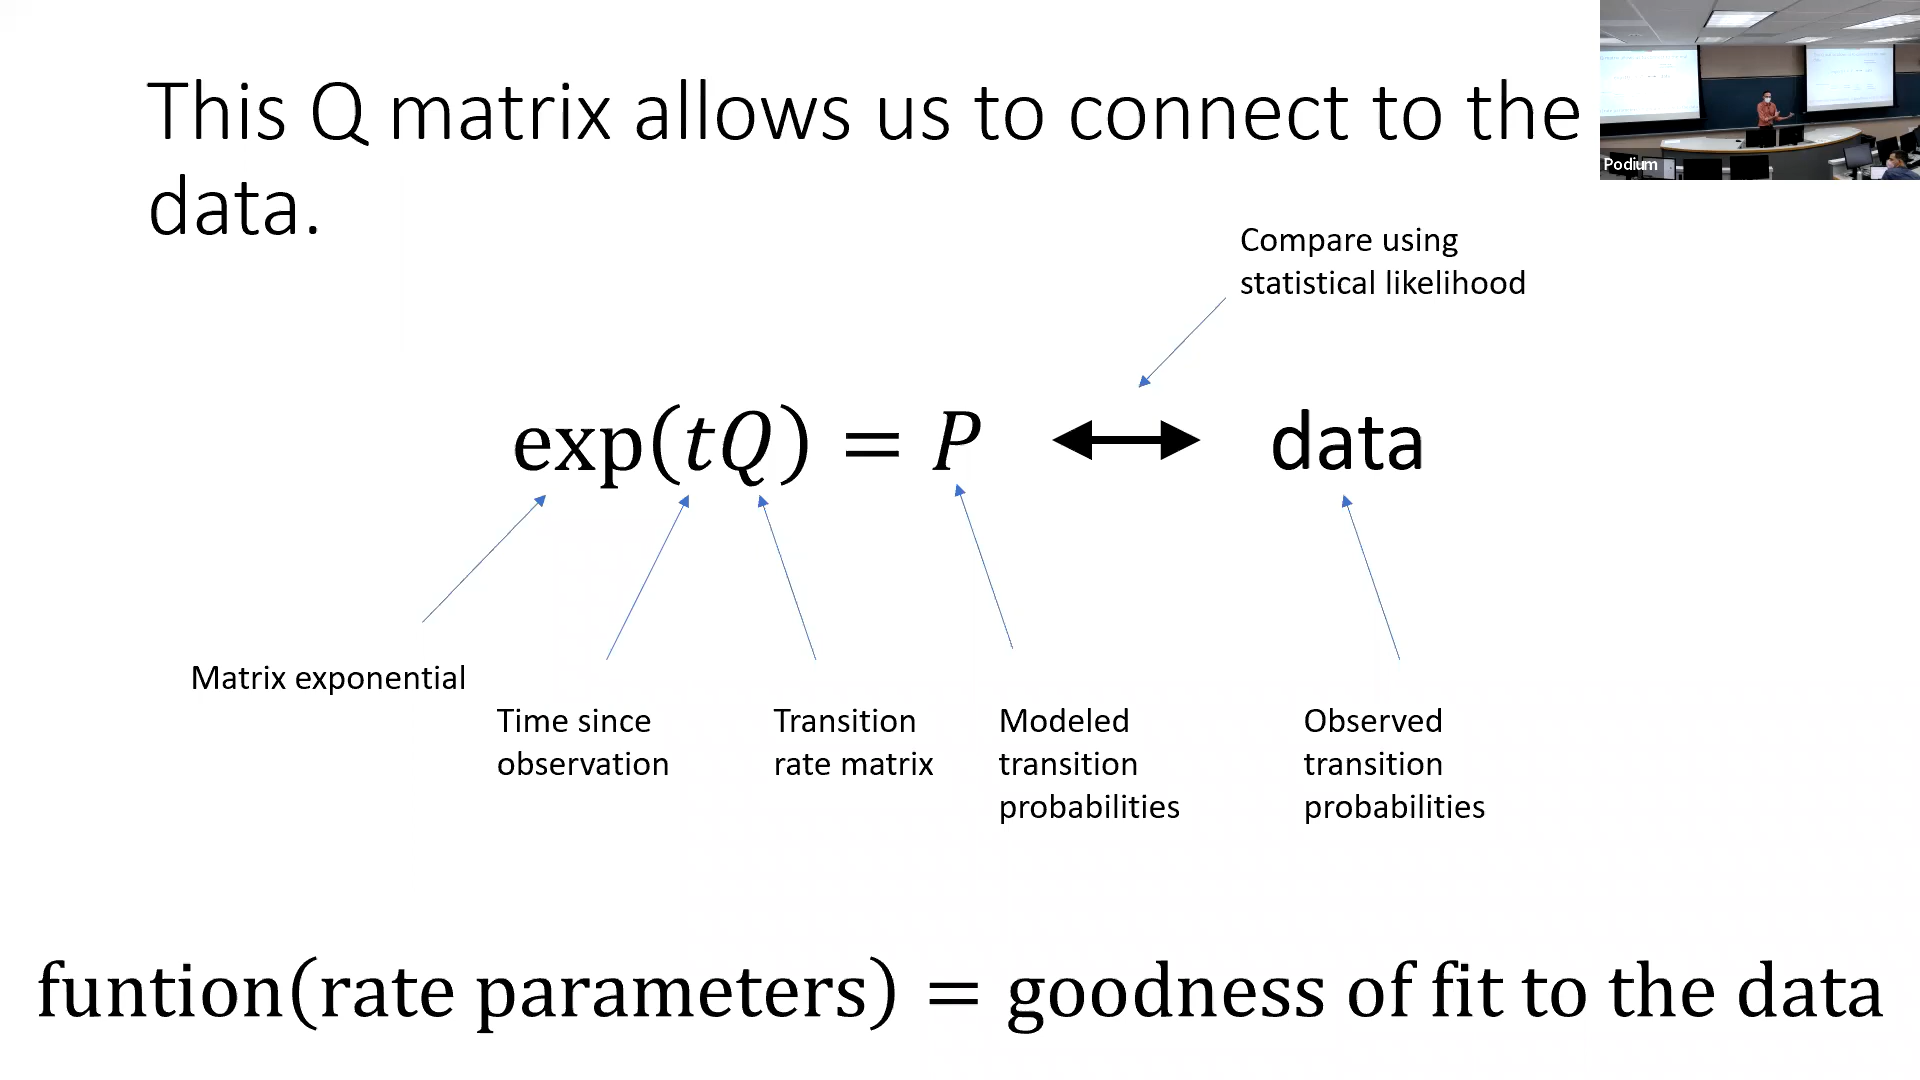 This Q matrix allows us to connect to the
data.
Podium
Compare using
statistical likelihood
exp(tQ) = P
data
Matrix exponential
Time since
observation
Transition
rate matrix
Modeled
transition
probabilities
Observed
transition
probabilities
funtion(rate parameters) = goodness of fit to the data